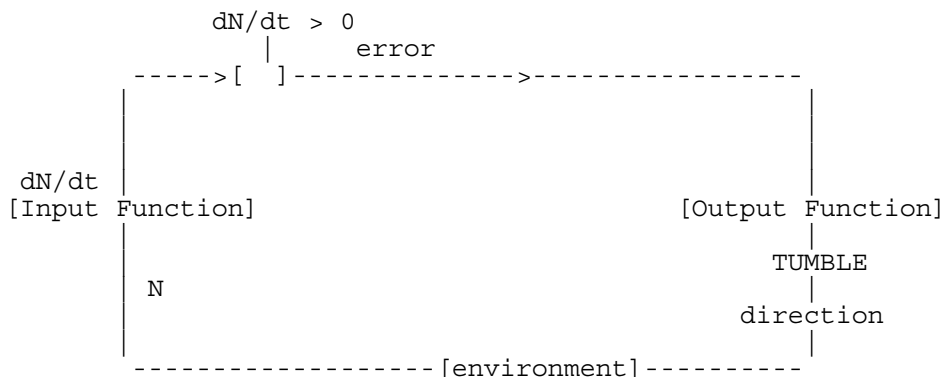 dN/dt > 0
| error
----->[ ]-------------->-----------------
dN/dt
[Input Function] [Output Function]
TUMBLE
N
direction
-------------------[environment]----------